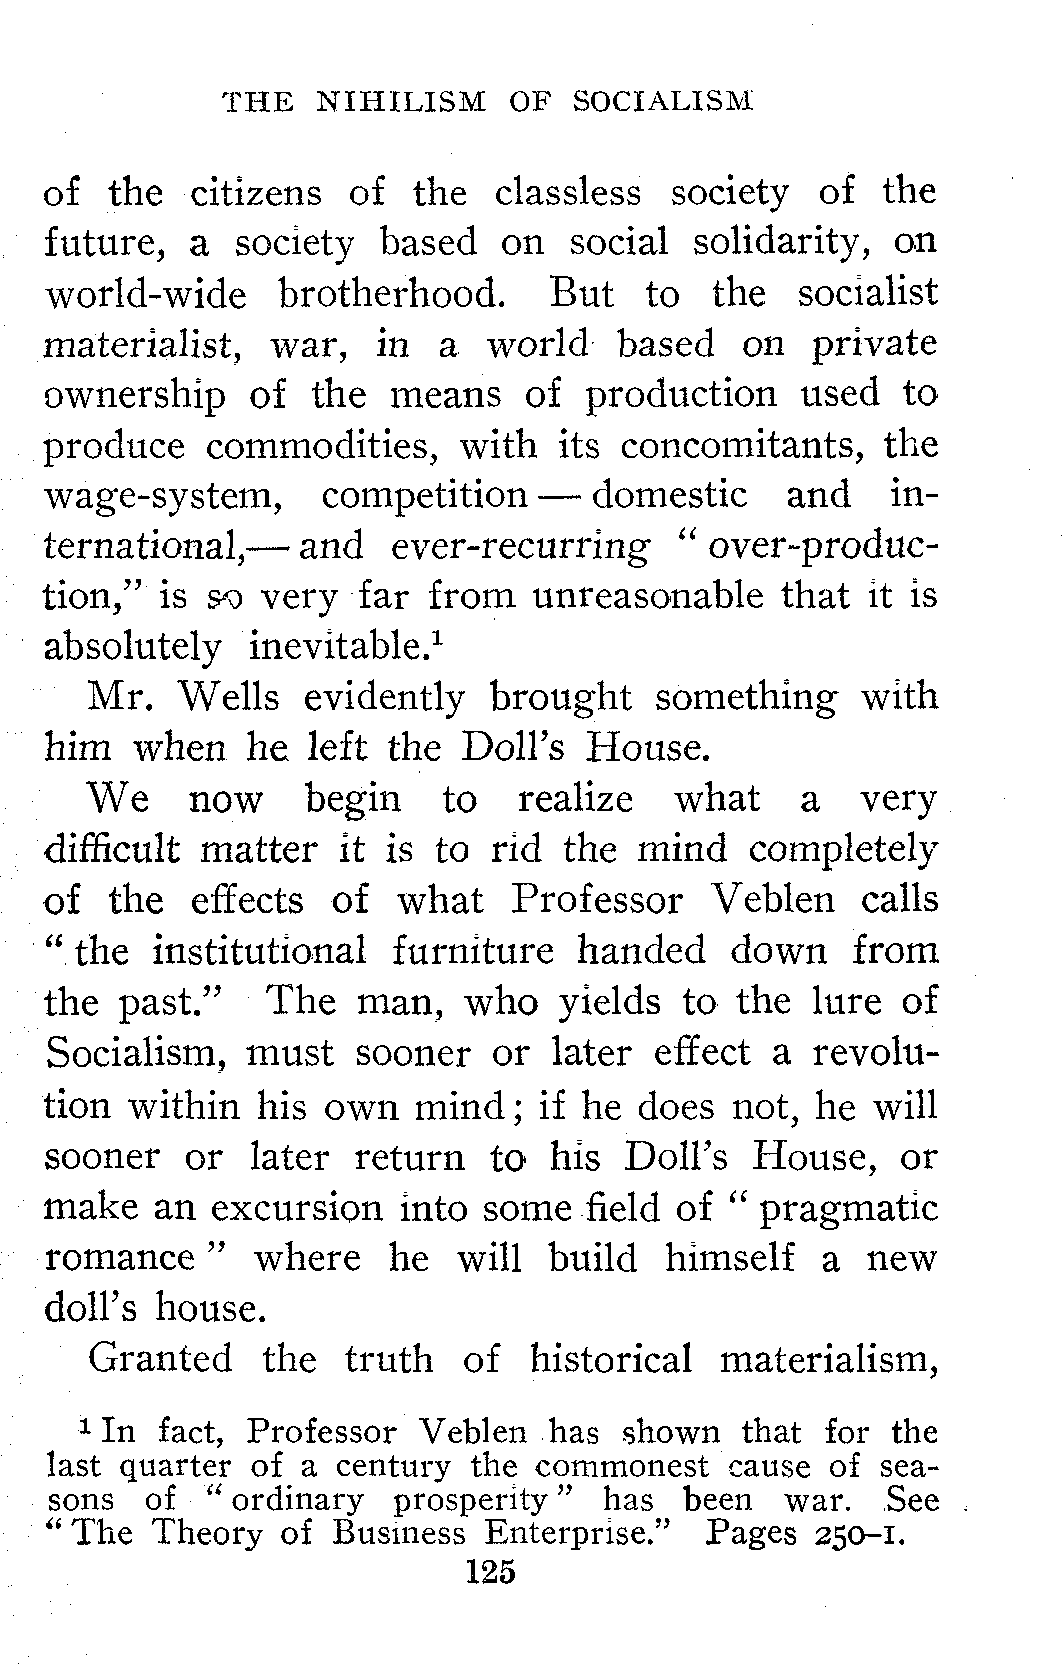 THE NIHILISM OF SOCIALISM
of the citizens of the classless society of the
future, a society based on social solidarity, on
world-wide brotherhood. But to the socialist
materialist, war, in a world based on private
ownership of the means of production used to
produce commodities, with its concomitants, the
wage-system, competition — domestic and in-
ternational,— and ever-recurring “ over-produc-
tion,” is so very far from unreasonable that it is
absolutely inevitable.¹
Mr. Wells evidently brought something with
him when he left the Doll’s House.
We now begin to realize what a very
difficult matter it is to rid the mind completely
of the effects of what Professor Veblen calls
“ the institutional furniture handed down from
the past.” The man, who yields to the lure of
Socialism, must sooner or later effect a revolu-
tion within his own mind; if he does not, he will
sooner or later return to his Doll’s House, or
make an excursion into some field of “ pragmatic
romance ” where he will build himself a new
doll’s house.
Granted the truth of historical materialism,
¹ In fact, Professor Veblen has shown that for the
last quarter of a century the commonest cause of sea-
sons of “ ordinary prosperity ” has been war. See
“ The Theory of Business Enterprise.” Pages 250–1.
125